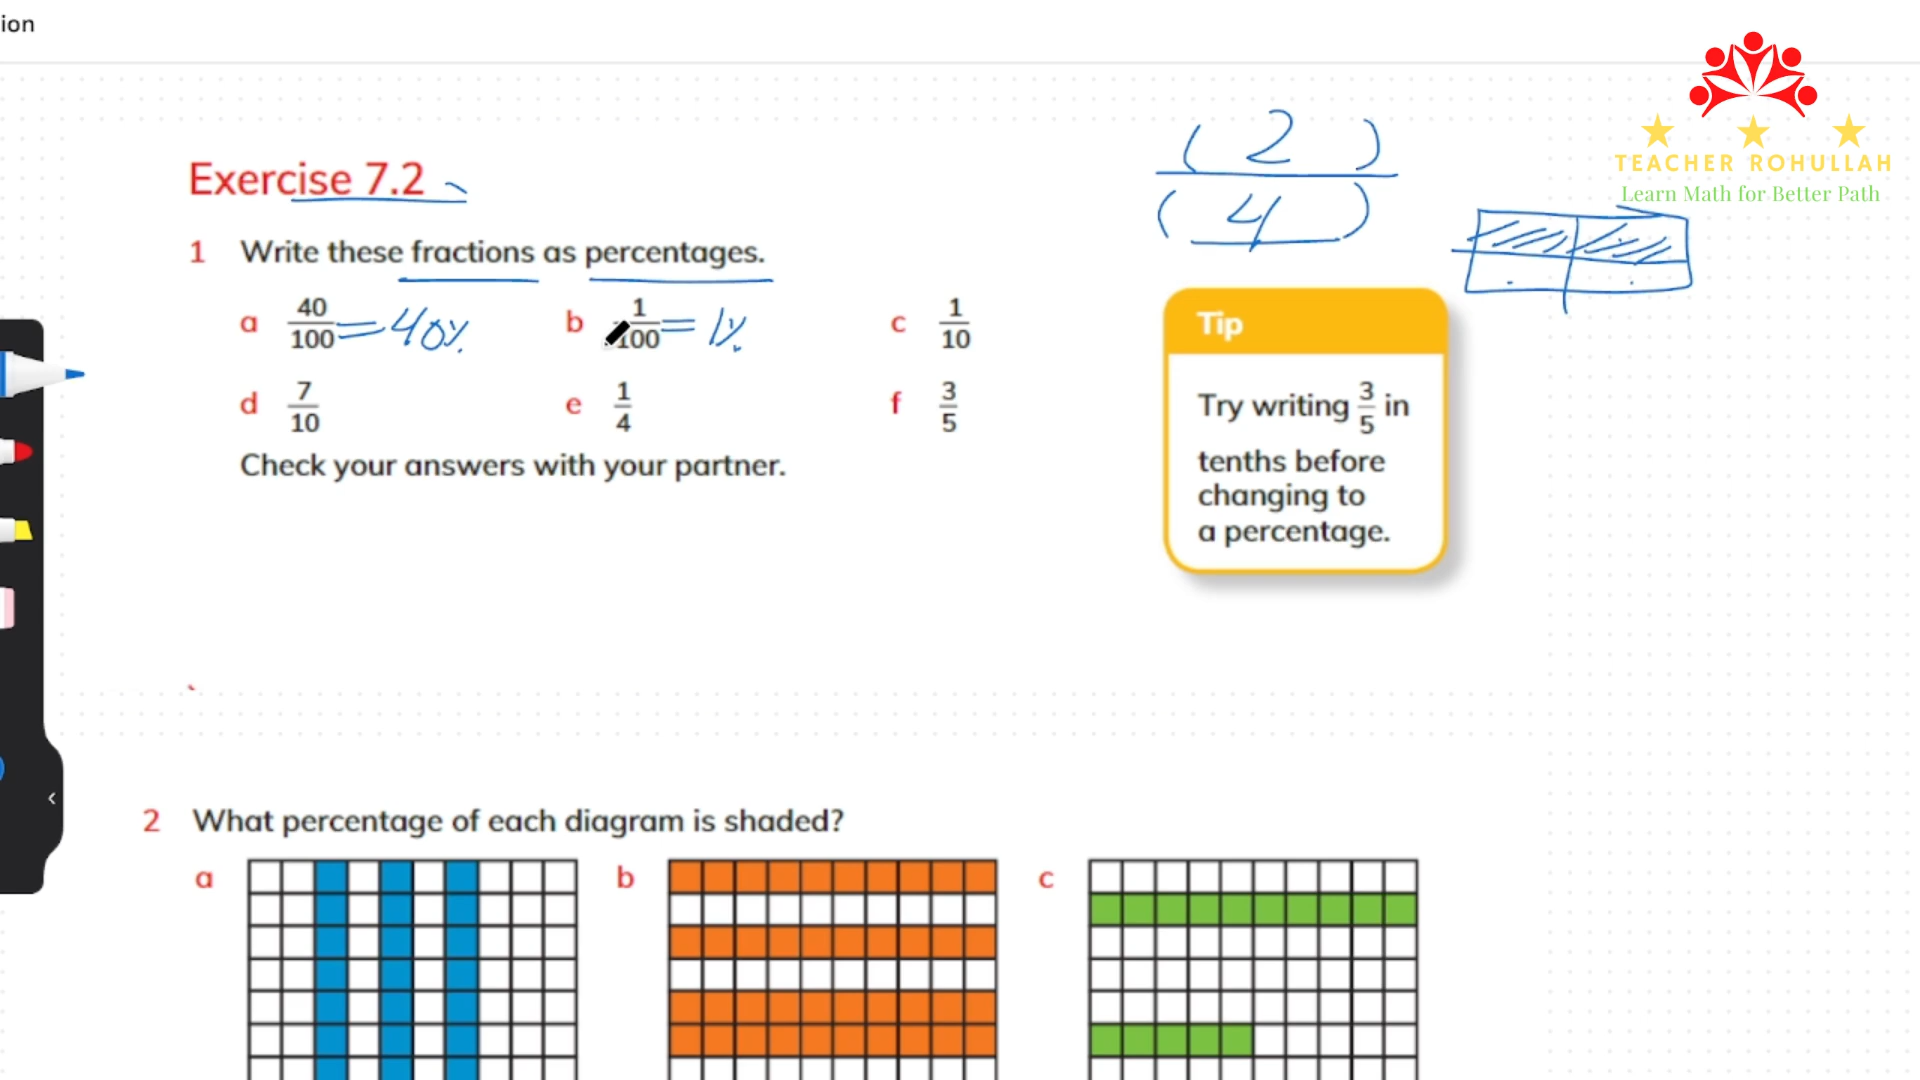 ion
TEACHER ROHULLAH
Learn Math for Better Path
( 2 )
( 4 )
Exercise 7.2
1 Write these fractions as percentages.
a 40/100 = 40% b 1/100 = 1% c 1/10
d 7/10 e 1/4 f 3/5
Check your answers with your partner.
Tip
Try writing 3/5 in
tenths before
changing to
a percentage.
2 What percentage of each diagram is shaded?
a b c